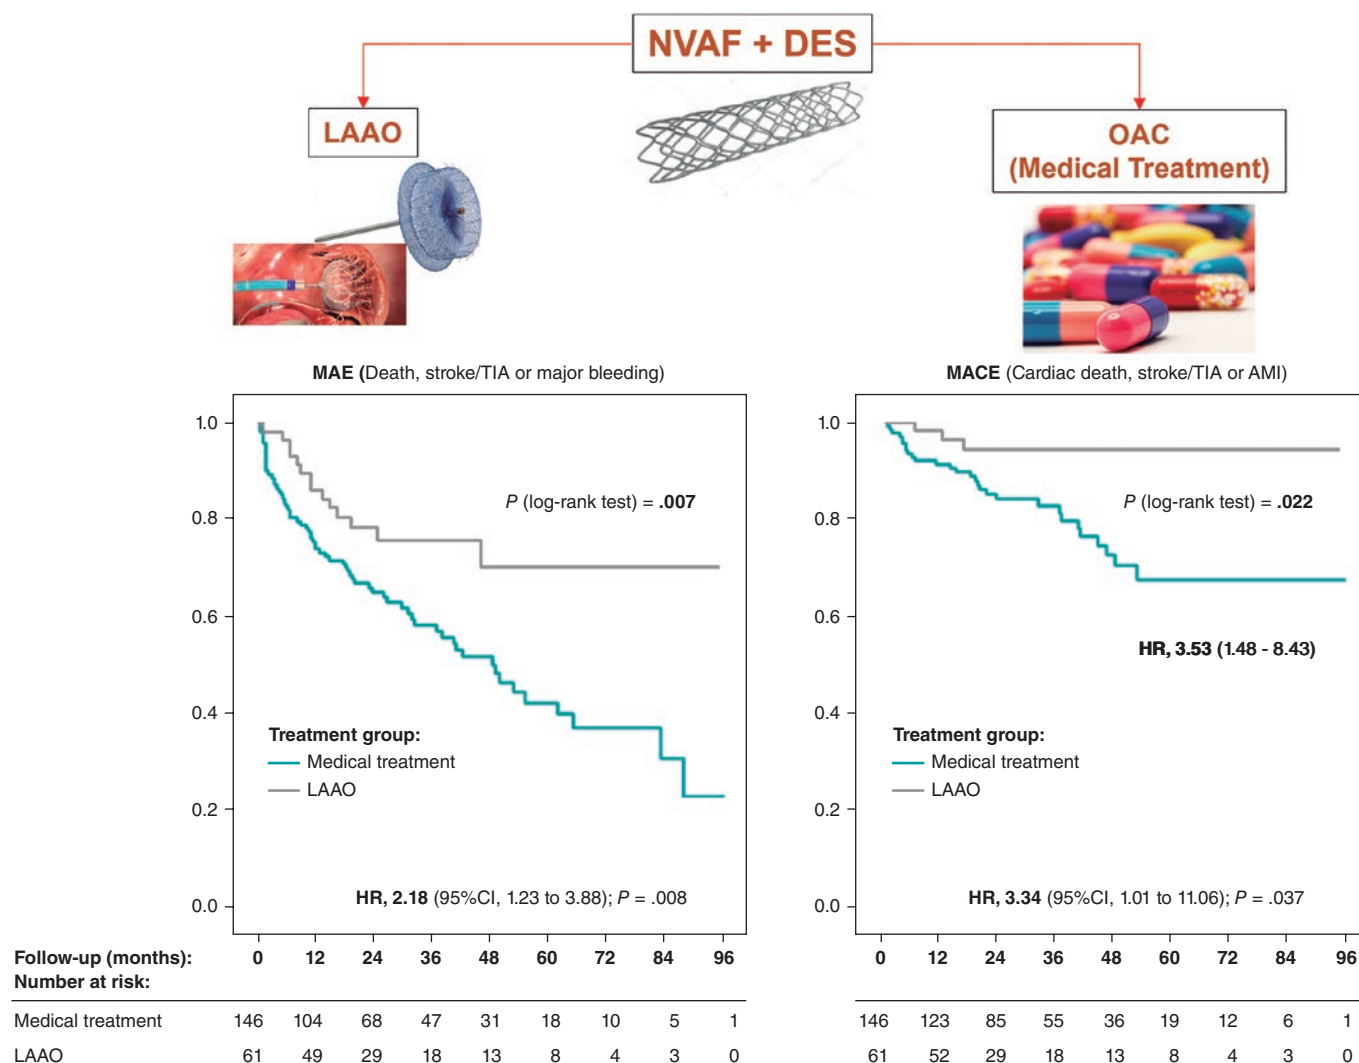 NVAF + DES
LAAO
OAC
(Medical Treatment)
MAE (Death, stroke/TIA or major bleeding)
1.0
0.8
0.6
0.4
0.2
0.0
P (log-rank test) = .007
Treatment group:
Medical treatment
LAAO
HR, 2.18 (95%CI, 1.23 to 3.88); P = .008
MACE (Cardiac death, stroke/TIA or AMI)
1.0
0.8
0.6
0.4
0.2
0.0
P (log-rank test) = .022
HR, 3.53 (1.48 - 8.43)
Treatment group:
Medical treatment
LAAO
HR, 3.34 (95%CI, 1.01 to 11.06); P = .037
Follow-up (months): 0 12 24 36 48 60 72 84 96 0 12 24 36 48 60 72 84 96
Number at risk:
Medical treatment 146 104 68 47 31 18 10 5 1 146 123 85 55 36 19 12 6 1
LAAO 61 49 29 18 13 8 4 3 0 61 52 29 18 13 8 4 3 0